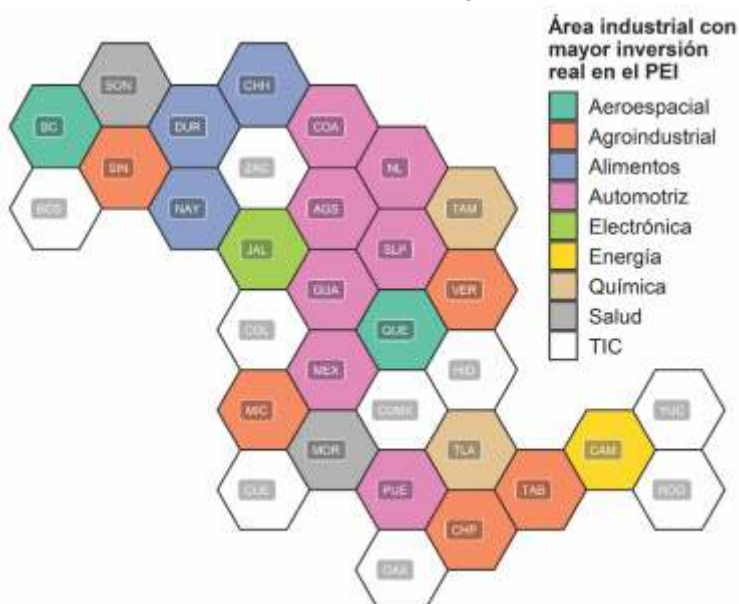 Área industrial con
mayor inversión
real en el PEI
Aeroespacial
Agroindustrial
Alimentos
Automotriz
Electrónica
Energía
Química
Salud
TIC
SON
CHH
BC
DUR
COA
SIN
ZAC
NL
BCS
NAY
AGS
TAM
JAL
SLP
GUA
VER
COL
QUE
MEX
HID
MIC
CDMX
YUC
MOR
TLA
CAM
GUE
PUE
TAB
ROO
CHP
OAX